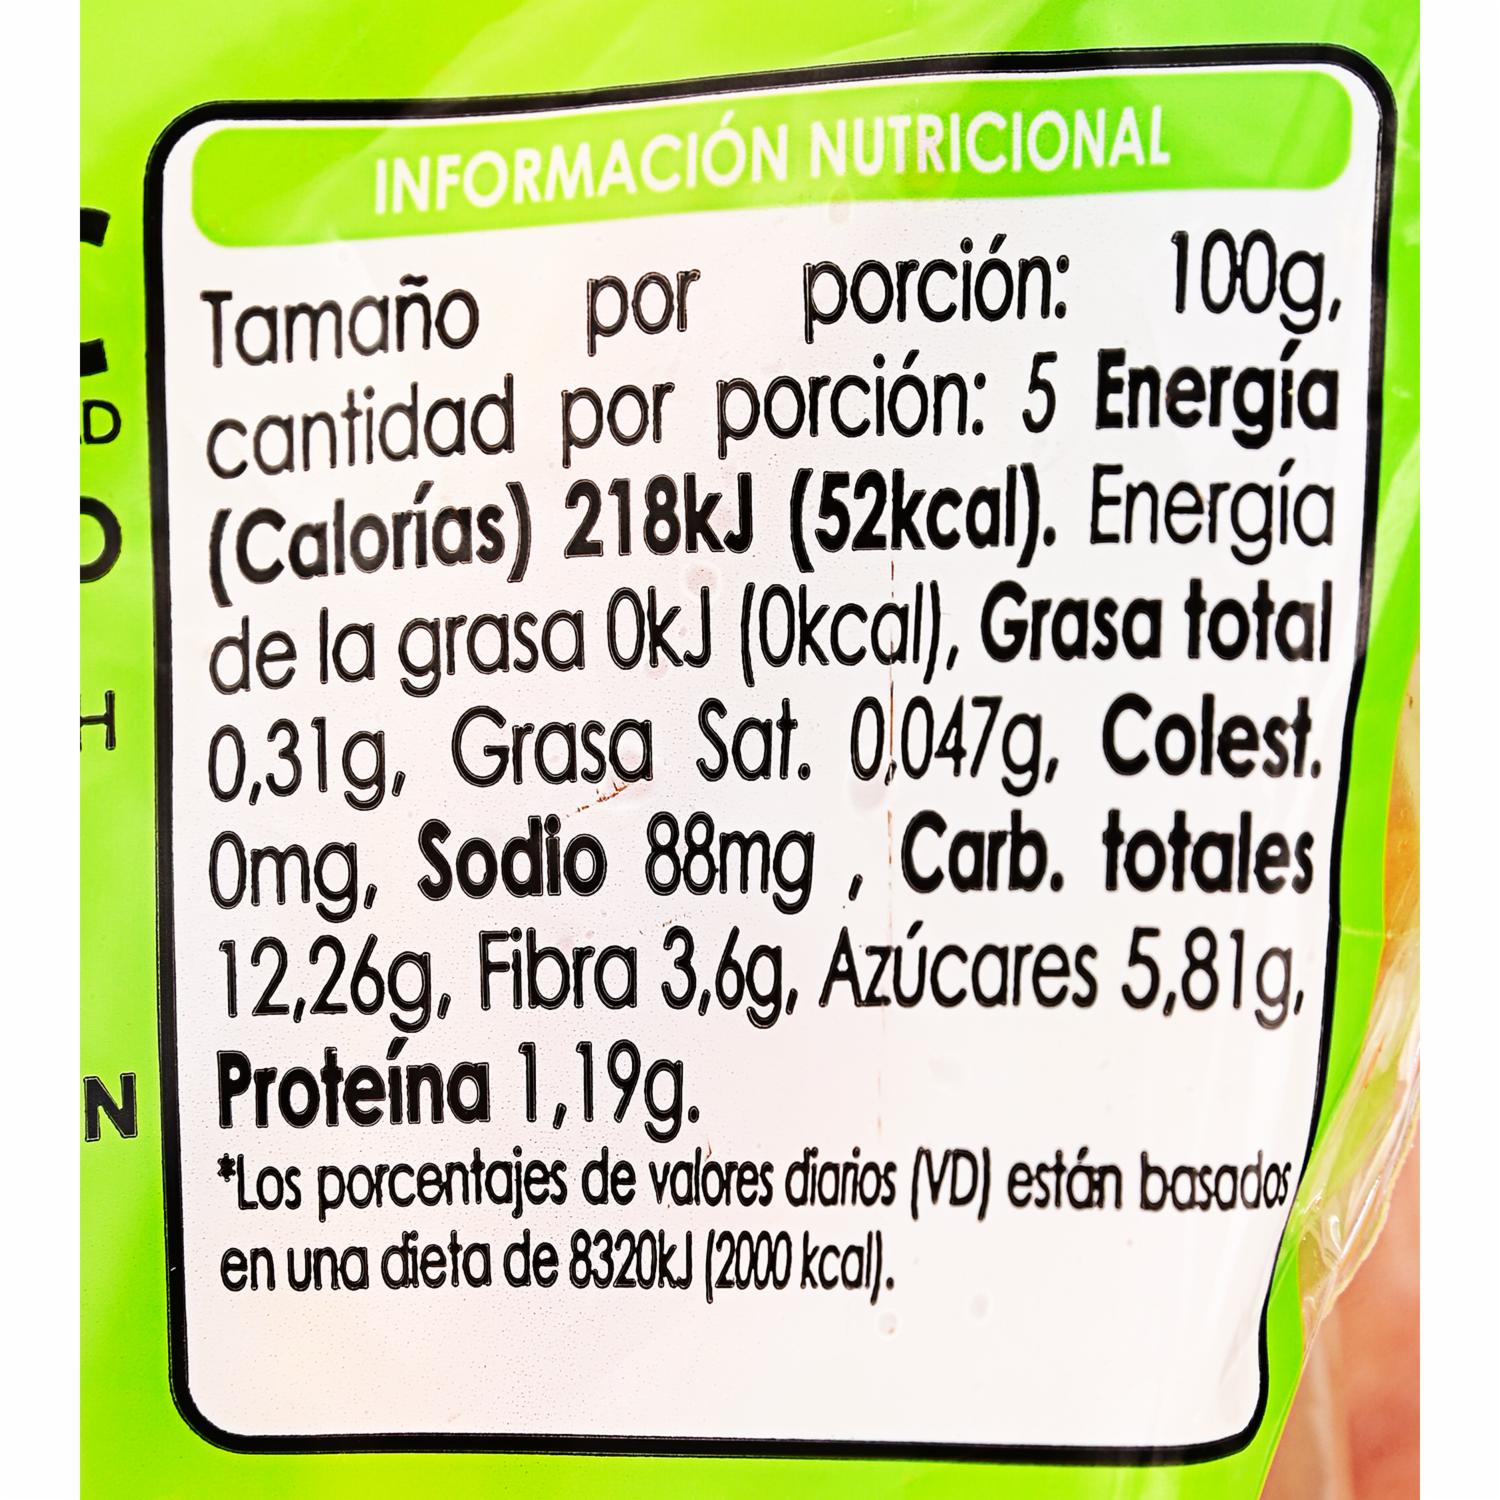 INFORMACIÓN NUTRICIONAL
Tamaño por porción: 100g,
cantidad por porción: 5 Energía
(Calorías) 218kJ (52kcal). Energía
de la grasa 0kJ (0kcal), Grasa total
0,31g, Grasa Sat. 0,047g, Colest.
0mg, Sodio 88mg , Carb. totales
12,26g, Fibra 3,6g, Azúcares 5,81g,
Proteína 1,19g.
*Los porcentajes de valores diarios (VD) están basados
en una dieta de 8320kJ (2000 kcal).